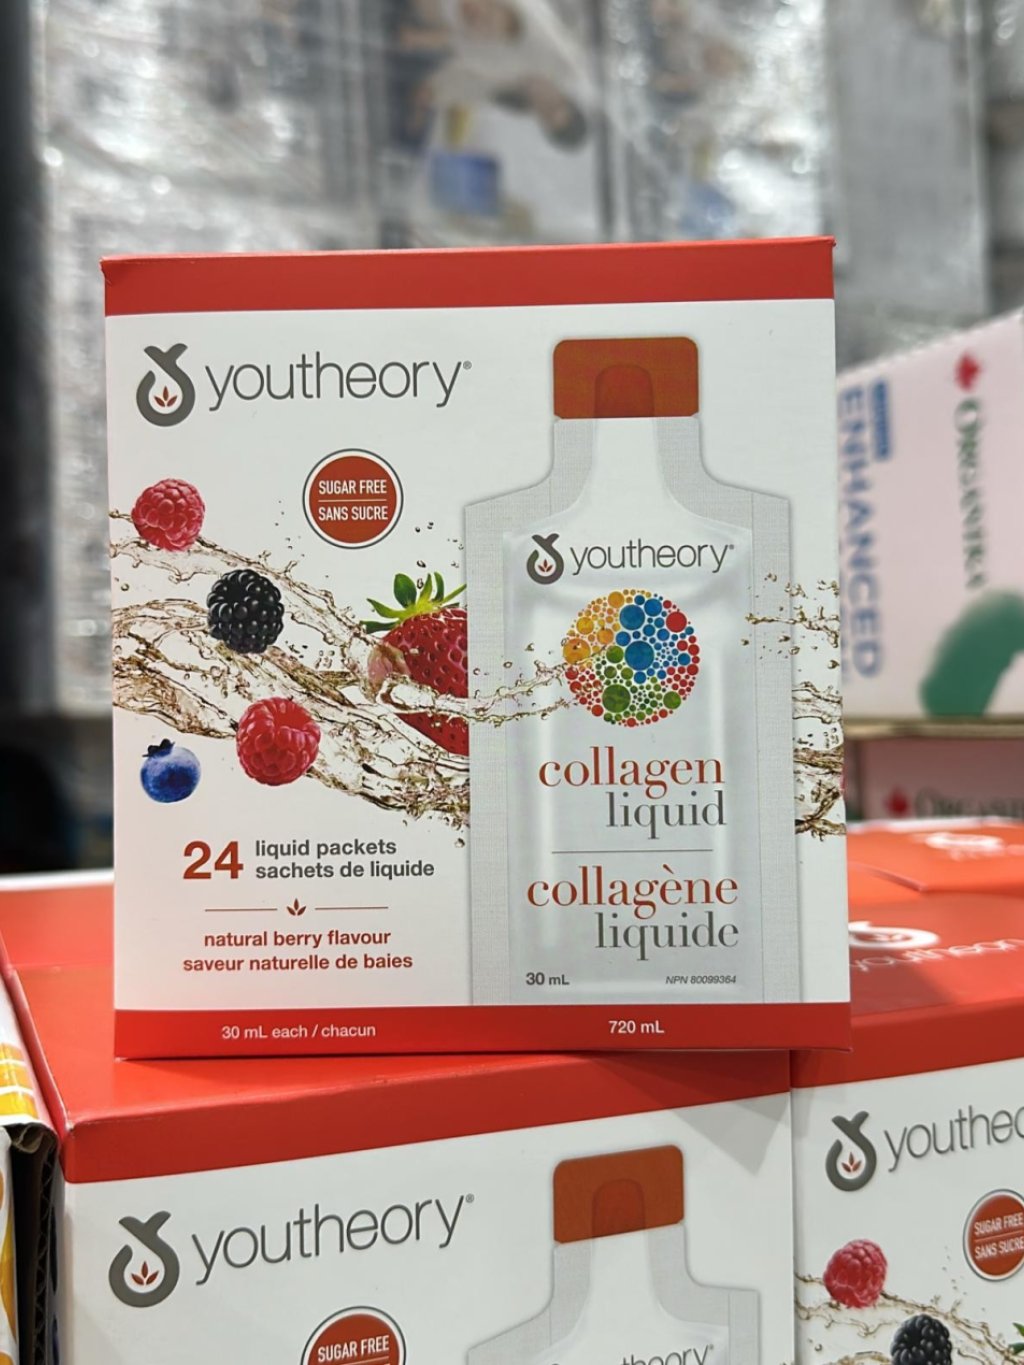 youtheory®
SUGAR FREE
SANS SUCRE
youtheory®
collagen
liquid
collagène
liquide
30 mL
NPN 80099364
24 liquid packets
sachets de liquide
natural berry flavour
saveur naturelle de baies
30 mL each / chacun
720 mL
ENHANCED
ORGANIKA
youtheory®
SUGAR FREE
SANS SUCRE
SUGAR FREE